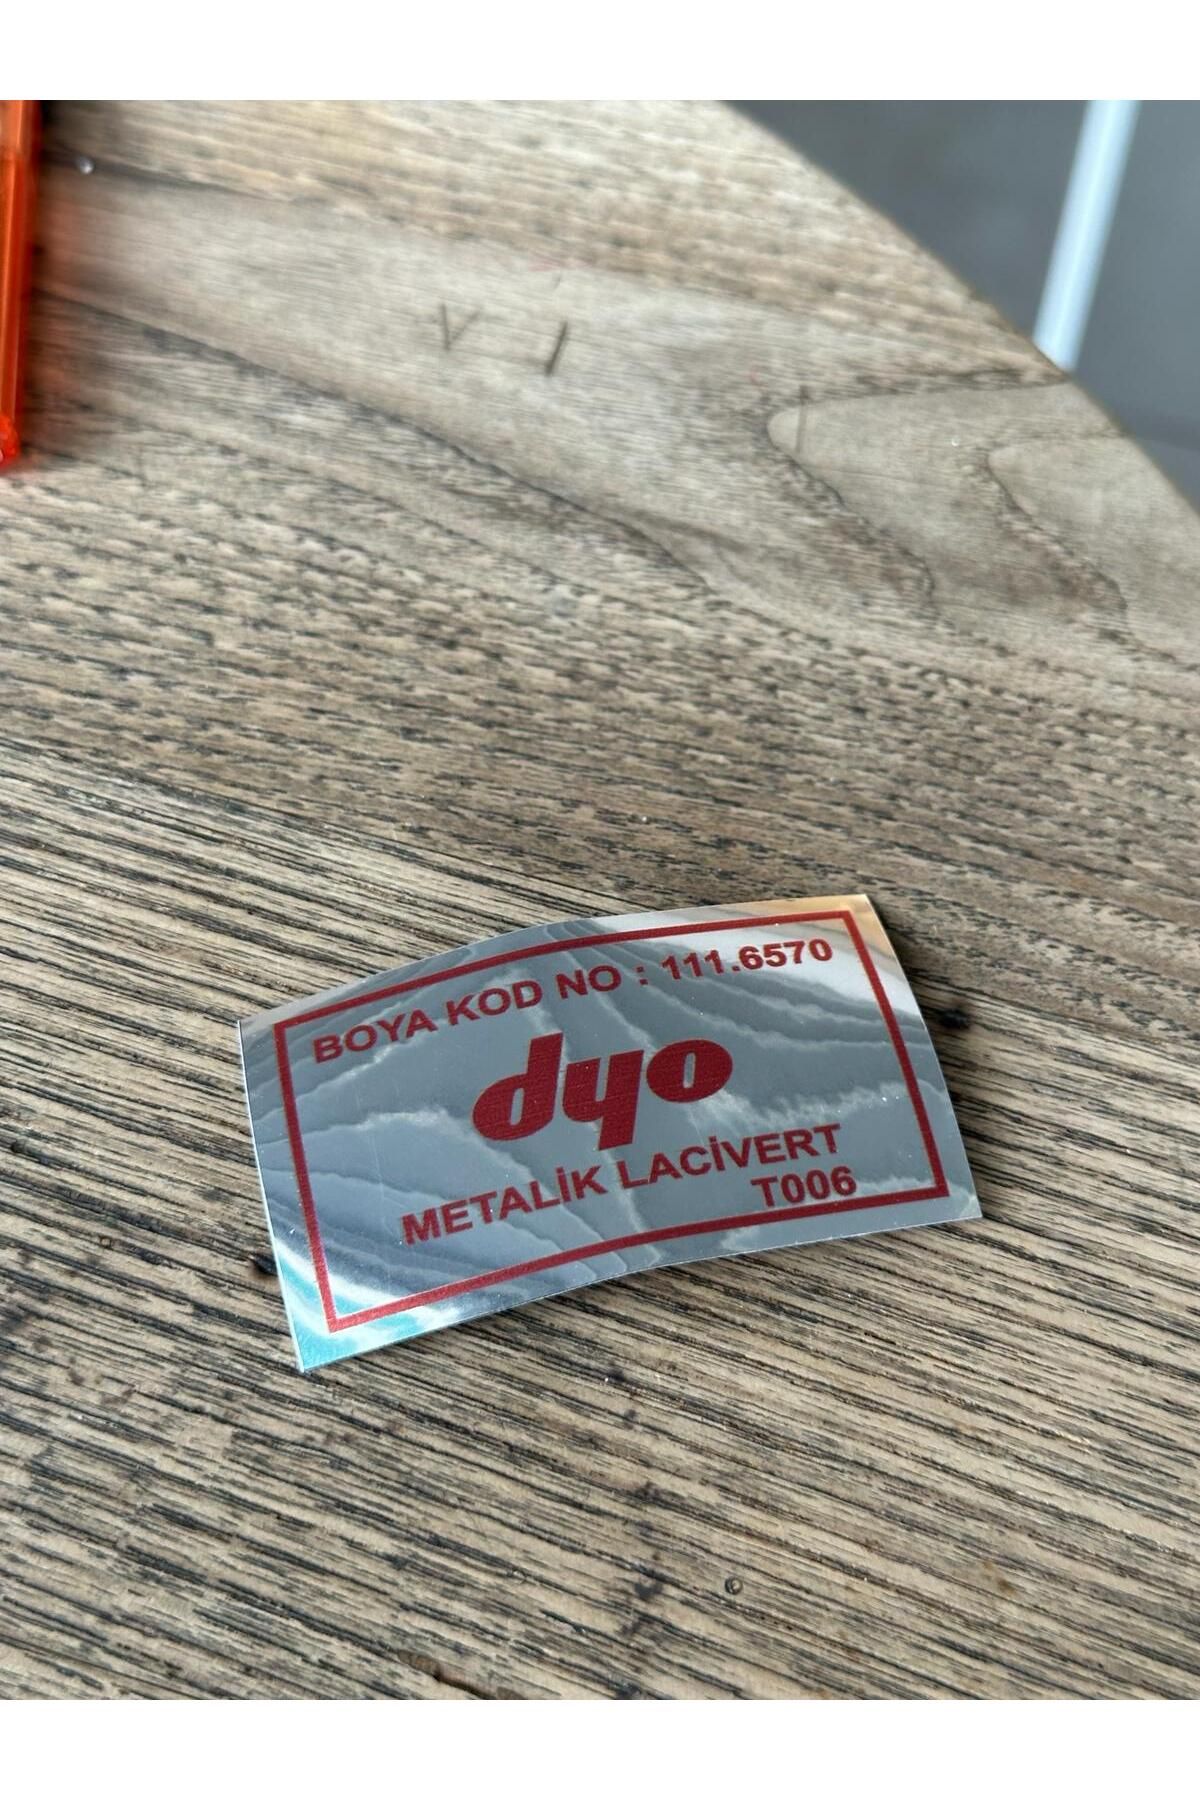 BOYA KOD NO : 111.6570
dyo
METALİK LACİVERT
T006